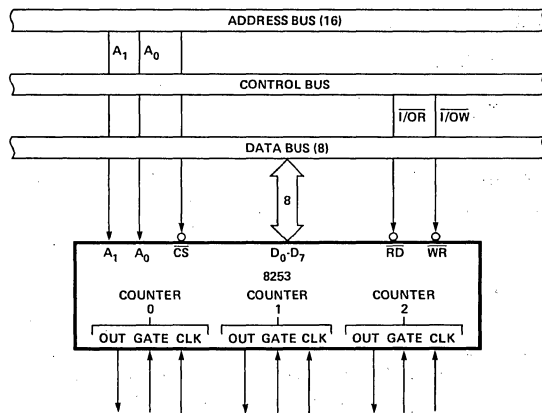 ADDRESS BUS (16)
A1 A0
CONTROL BUS
I/OR I/OW
DATA BUS (8)
8
A1 A0 CS D0-D7 RD WR
8253
COUNTER COUNTER COUNTER
0 1 2
OUT GATE CLK OUT GATE CLK OUT GATE CLK